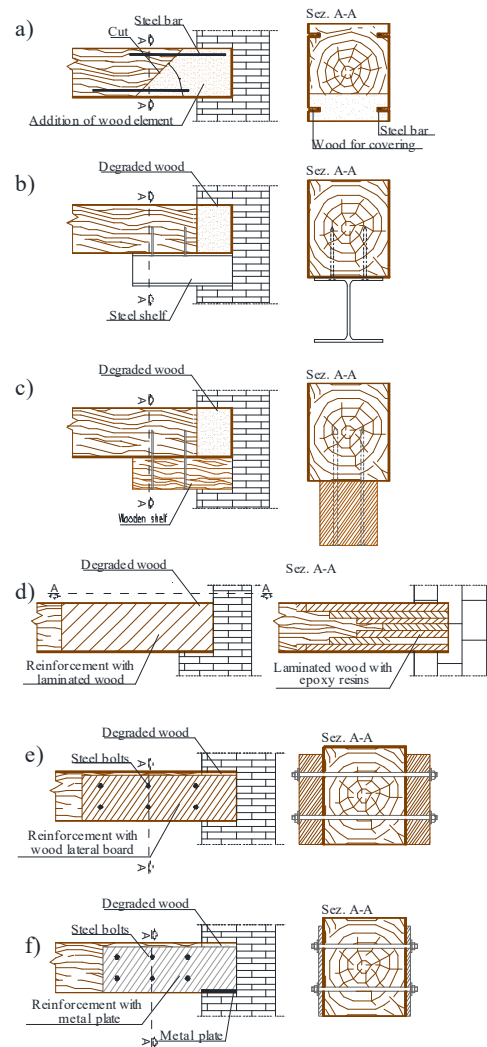 a)
Steel bar
Cut
Addition of wood element
A
A
Sez. A-A
Steel bar
Wood for covering
b)
Degraded wood
A
A
Steel shelf
Sez. A-A
c)
Degraded wood
A
A
Wooden shelf
Sez. A-A
d)
Degraded wood
A
A
Reinforcement with
laminated wood
Sez. A-A
Laminated wood with
epoxy resins
e)
Degraded wood
Steel bolts
A
A
Reinforcement with
wood lateral board
Sez. A-A
f)
Degraded wood
Steel bolts
A
A
Reinforcement with
metal plate
Metal plate
Sez. A-A